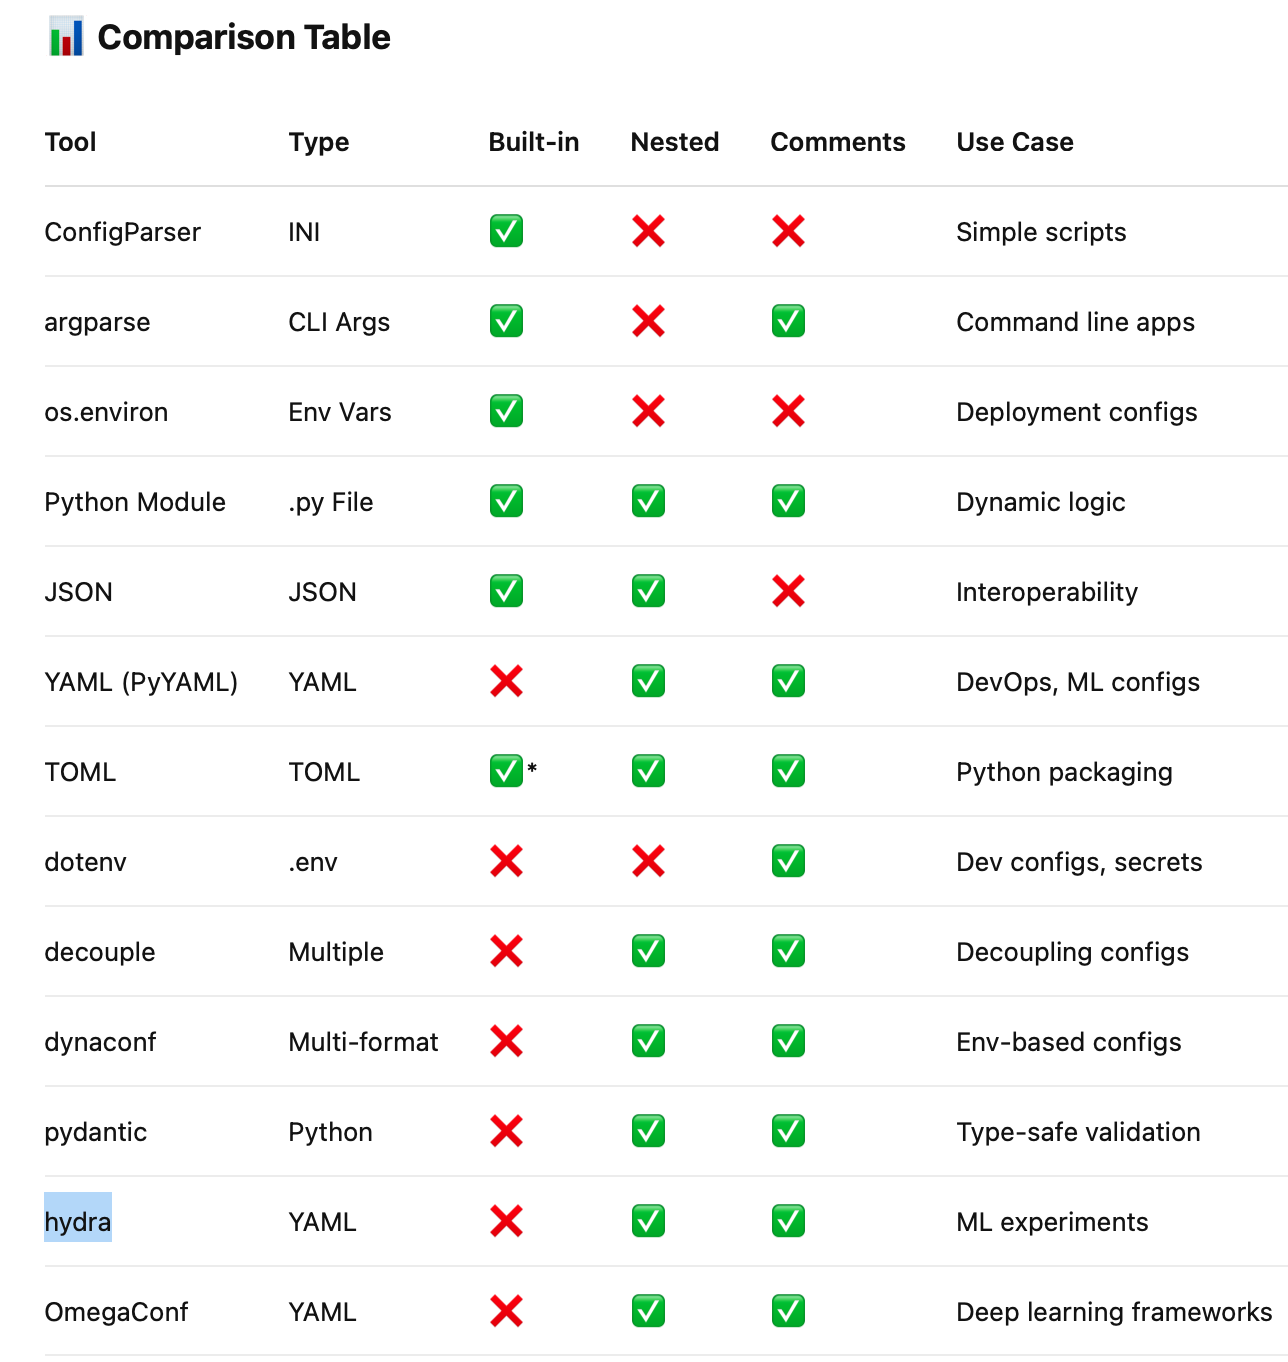 📊 Comparison Table
Tool Type Built-in Nested Comments Use Case
ConfigParser INI ✅ ❌ ❌ Simple scripts
argparse CLI Args ✅ ❌ ✅ Command line apps
os.environ Env Vars ✅ ❌ ❌ Deployment configs
Python Module .py File ✅ ✅ ✅ Dynamic logic
JSON JSON ✅ ✅ ❌ Interoperability
YAML (PyYAML) YAML ❌ ✅ ✅ DevOps, ML configs
TOML TOML ✅* ✅ ✅ Python packaging
dotenv .env ❌ ❌ ✅ Dev configs, secrets
decouple Multiple ❌ ✅ ✅ Decoupling configs
dynaconf Multi-format ❌ ✅ ✅ Env-based configs
pydantic Python ❌ ✅ ✅ Type-safe validation
hydra YAML ❌ ✅ ✅ ML experiments
OmegaConf YAML ❌ ✅ ✅ Deep learning frameworks